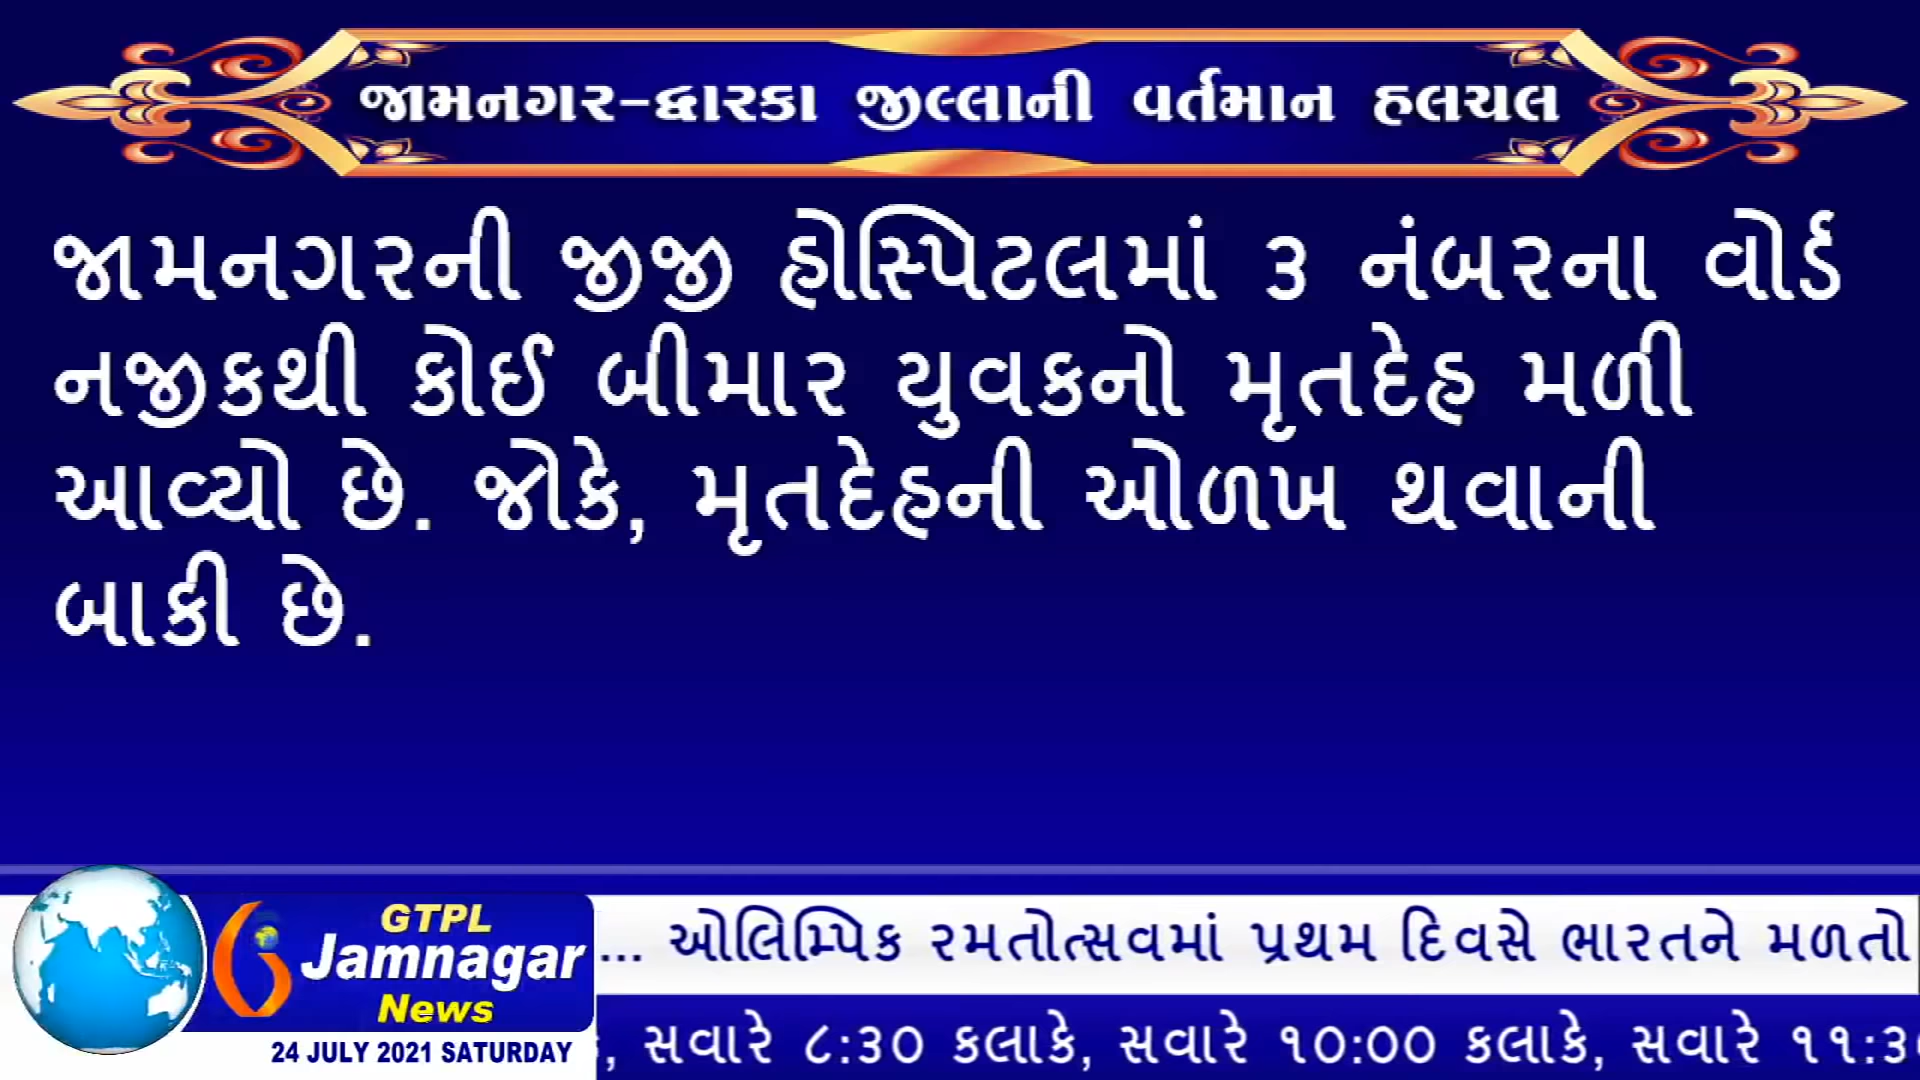 જામનગર-દ્વારકા જીલ્લાની વર્તમાન હલચલ
જામનગરની જીજી હોસ્પિટલમાં ૩ નંબરના વોર્ડ
નજીકથી કોઈ બીમાર યુવકનો મૃતદેહ મળી
આવ્યો છે. જોકે, મૃતદેહની ઓળખ થવાની
બાકી છે.
GTPL
Jamnagar
News
24 JULY 2021 SATURDAY
... ઓલિમ્પિક રમતોત્સવમાં પ્રથમ દિવસે ભારતને મળતો
, સવારે ૮:૩૦ કલાકે, સવારે ૧૦:૦૦ કલાકે, સવારે ૧૧:૩૦